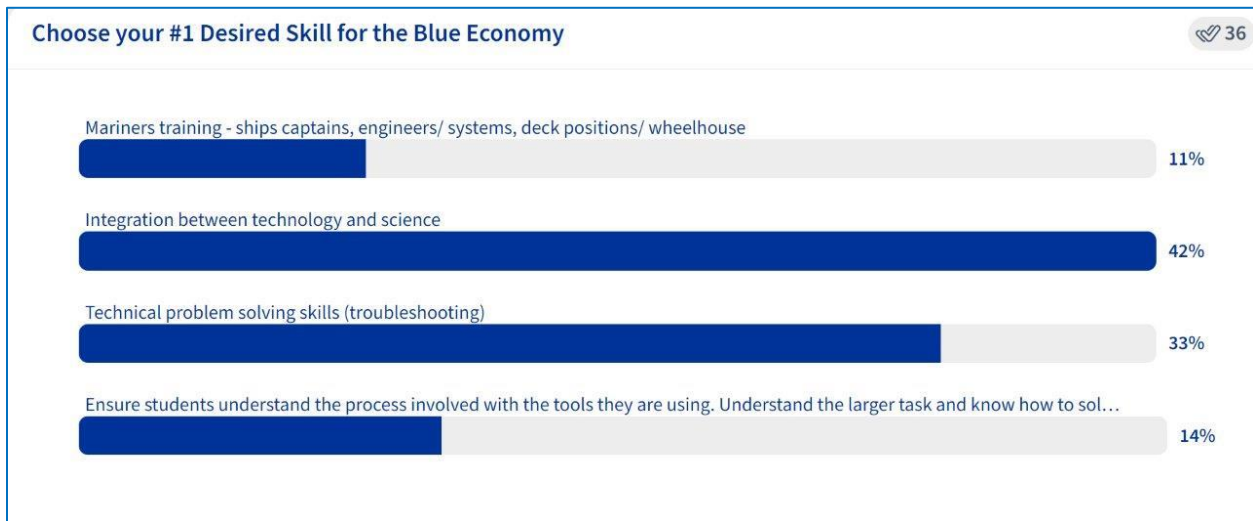 Choose your #1 Desired Skill for the Blue Economy
36
Mariners training - ships captains, engineers/ systems, deck positions/ wheelhouse
11%
Integration between technology and science
42%
Technical problem solving skills (troubleshooting)
33%
Ensure students understand the process involved with the tools they are using. Understand the larger task and know how to sol…
14%